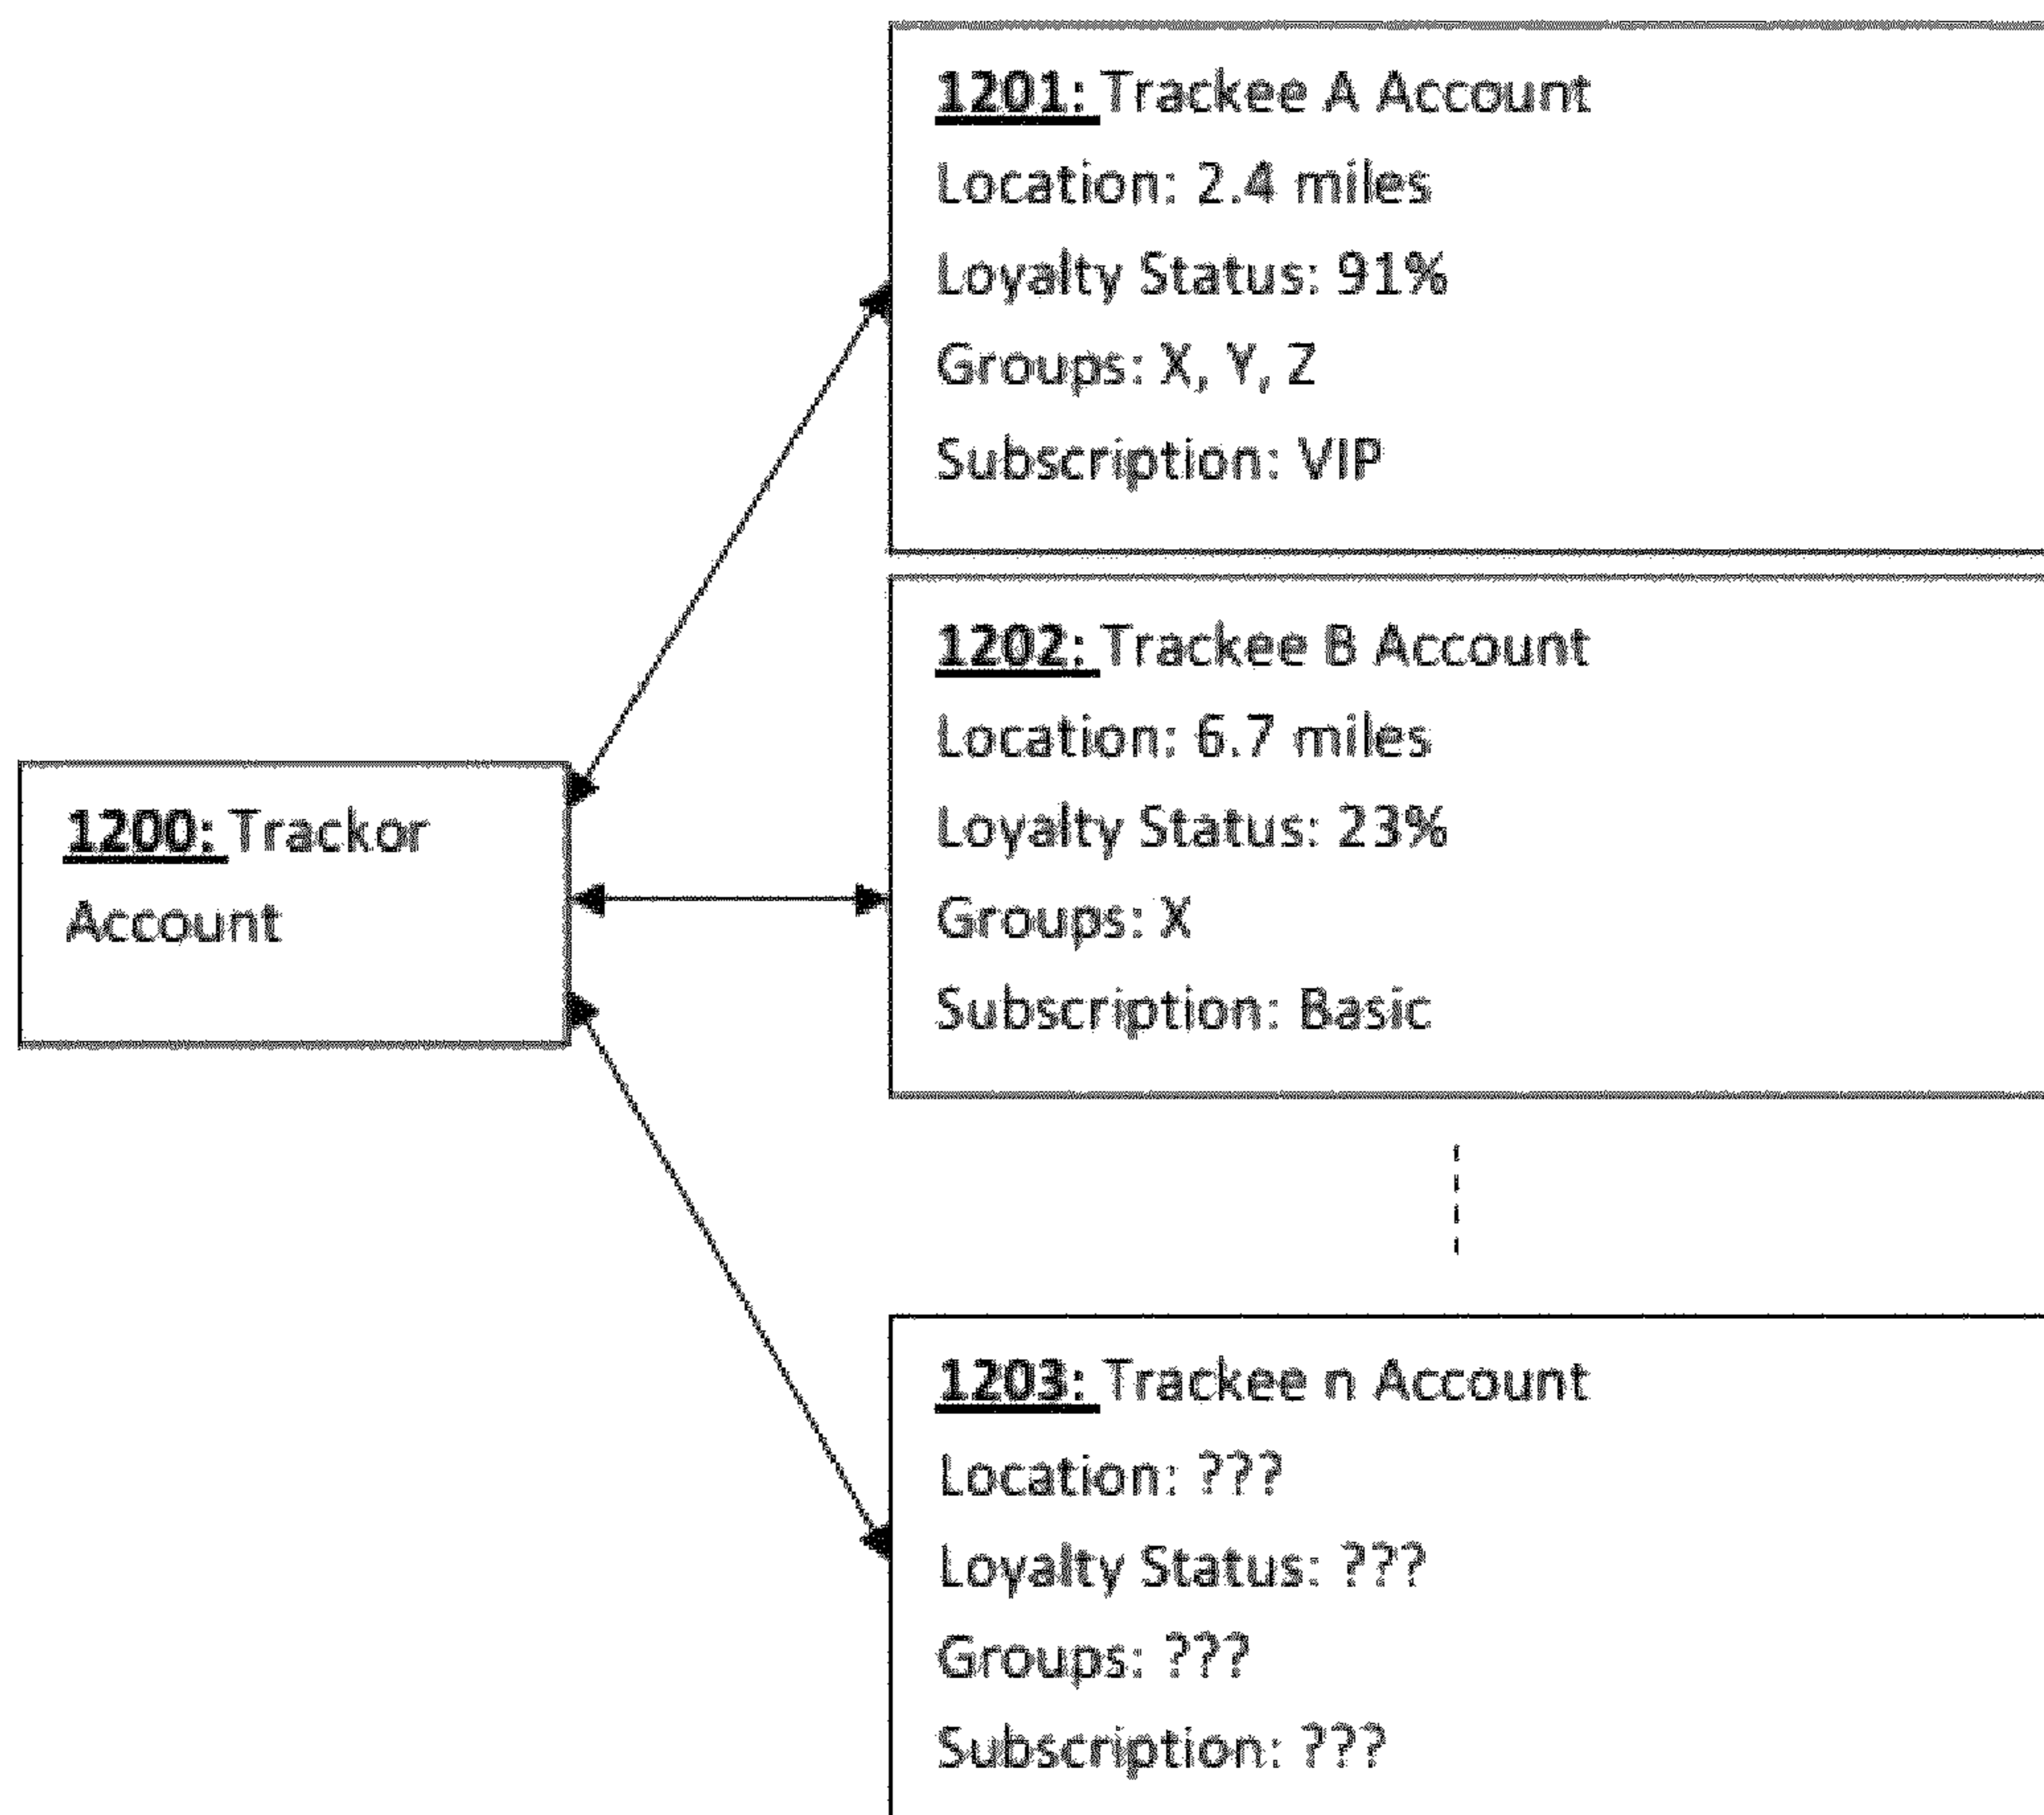 1201: Trackee A Account
Location: 2.4 miles
Loyalty Status: 91%
Groups: X, Y, Z
Subscription: VIP
1202: Trackee B Account
Location: 6.7 miles
Loyalty Status: 23%
Groups: X
Subscription: Basic
1200: Trackor
Account
1203: Trackee n Account
Location: ???
Loyalty Status: ???
Groups: ???
Subscription: ???